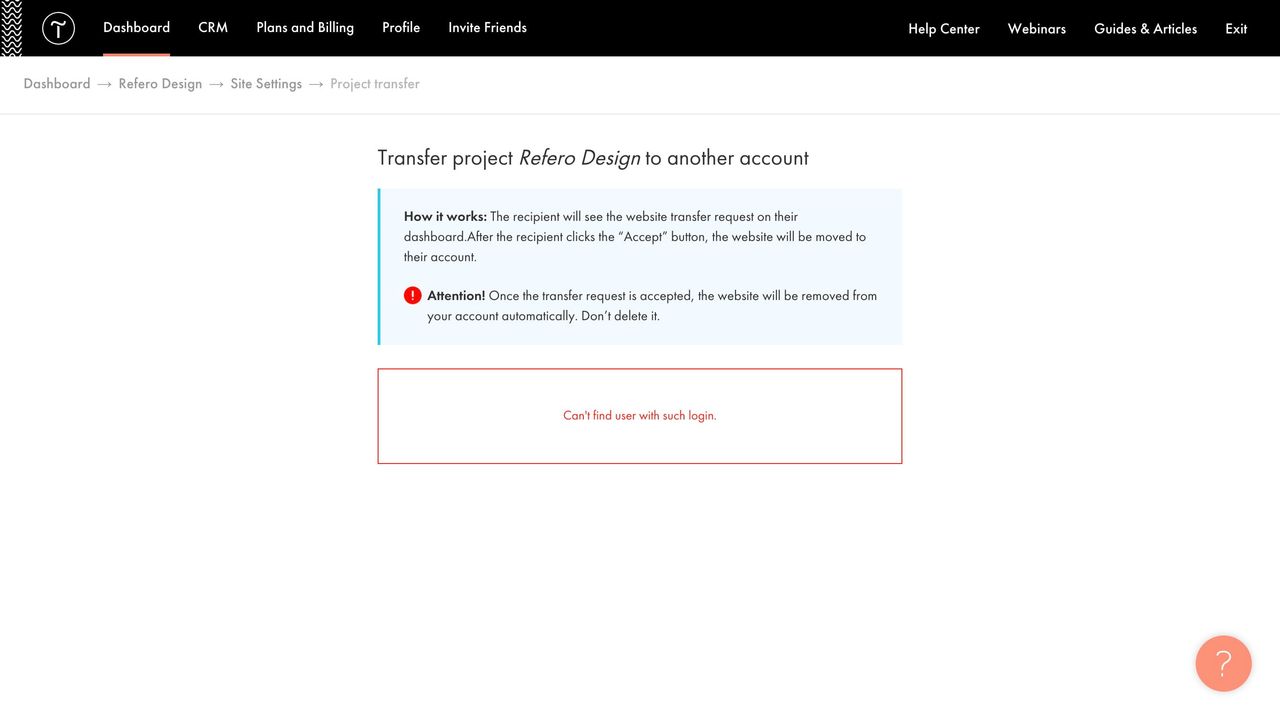 Dashboard CRM Plans and Billing Profile Invite Friends Help Center Webinars Guides & Articles Exit
Dashboard → Refero Design → Site Settings → Project transfer
Transfer project Refero Design to another account
How it works: The recipient will see the website transfer request on their
dashboard.After the recipient clicks the “Accept” button, the website will be moved to
their account.
! Attention! Once the transfer request is accepted, the website will be removed from
your account automatically. Don’t delete it.
Can't find user with such login.
?